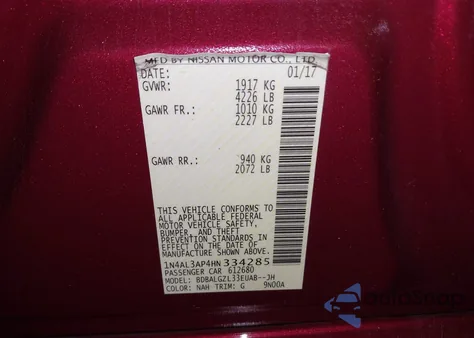 MFD BY NISSAN MOTOR CO., LTD.
DATE: 01/17
GVWR: 1917 KG
4226 LB
GAWR FR.: 1010 KG
2227 LB
GAWR RR.: 940 KG
2072 LB
THIS VEHICLE CONFORMS TO
ALL APPLICABLE FEDERAL
MOTOR VEHICLE SAFETY,
BUMPER, AND THEFT
PREVENTION STANDARDS IN
EFFECT ON THE DATE OF
MANUFACTURE SHOWN ABOVE.
1N4AL3AP4HN 334285
PASSENGER CAR 612680
MODEL: BDBALGZL33EUAB--JH
COLOR: NAH TRIM: G 9N00A